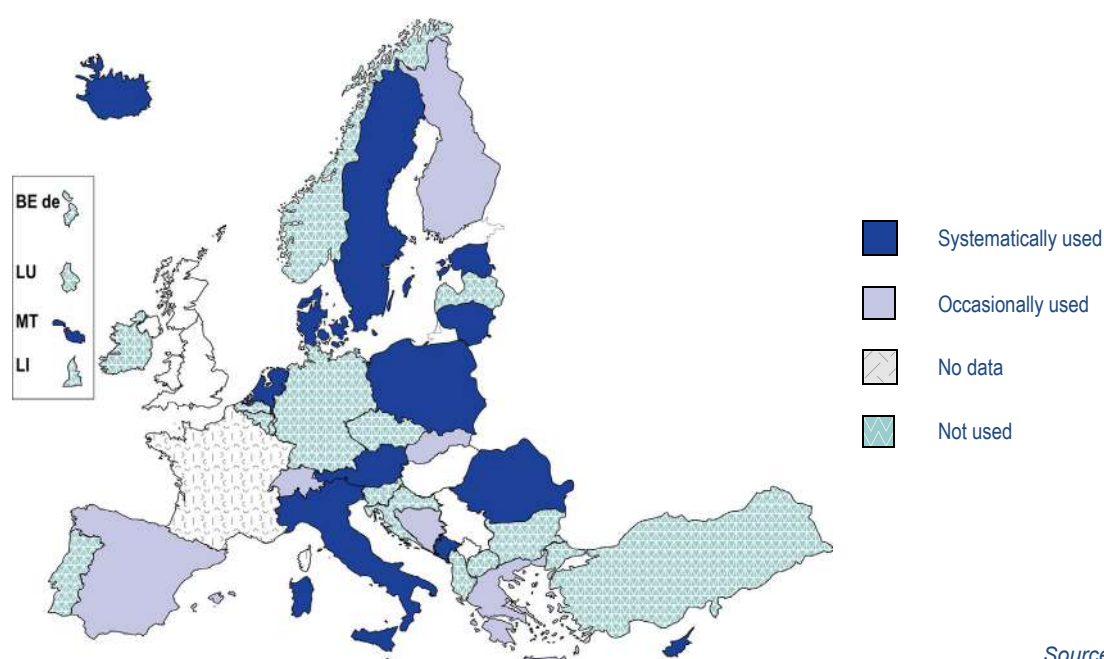 BE de
LU
MT
LI
Systematically used
Occasionally used
No data
Not used
Source